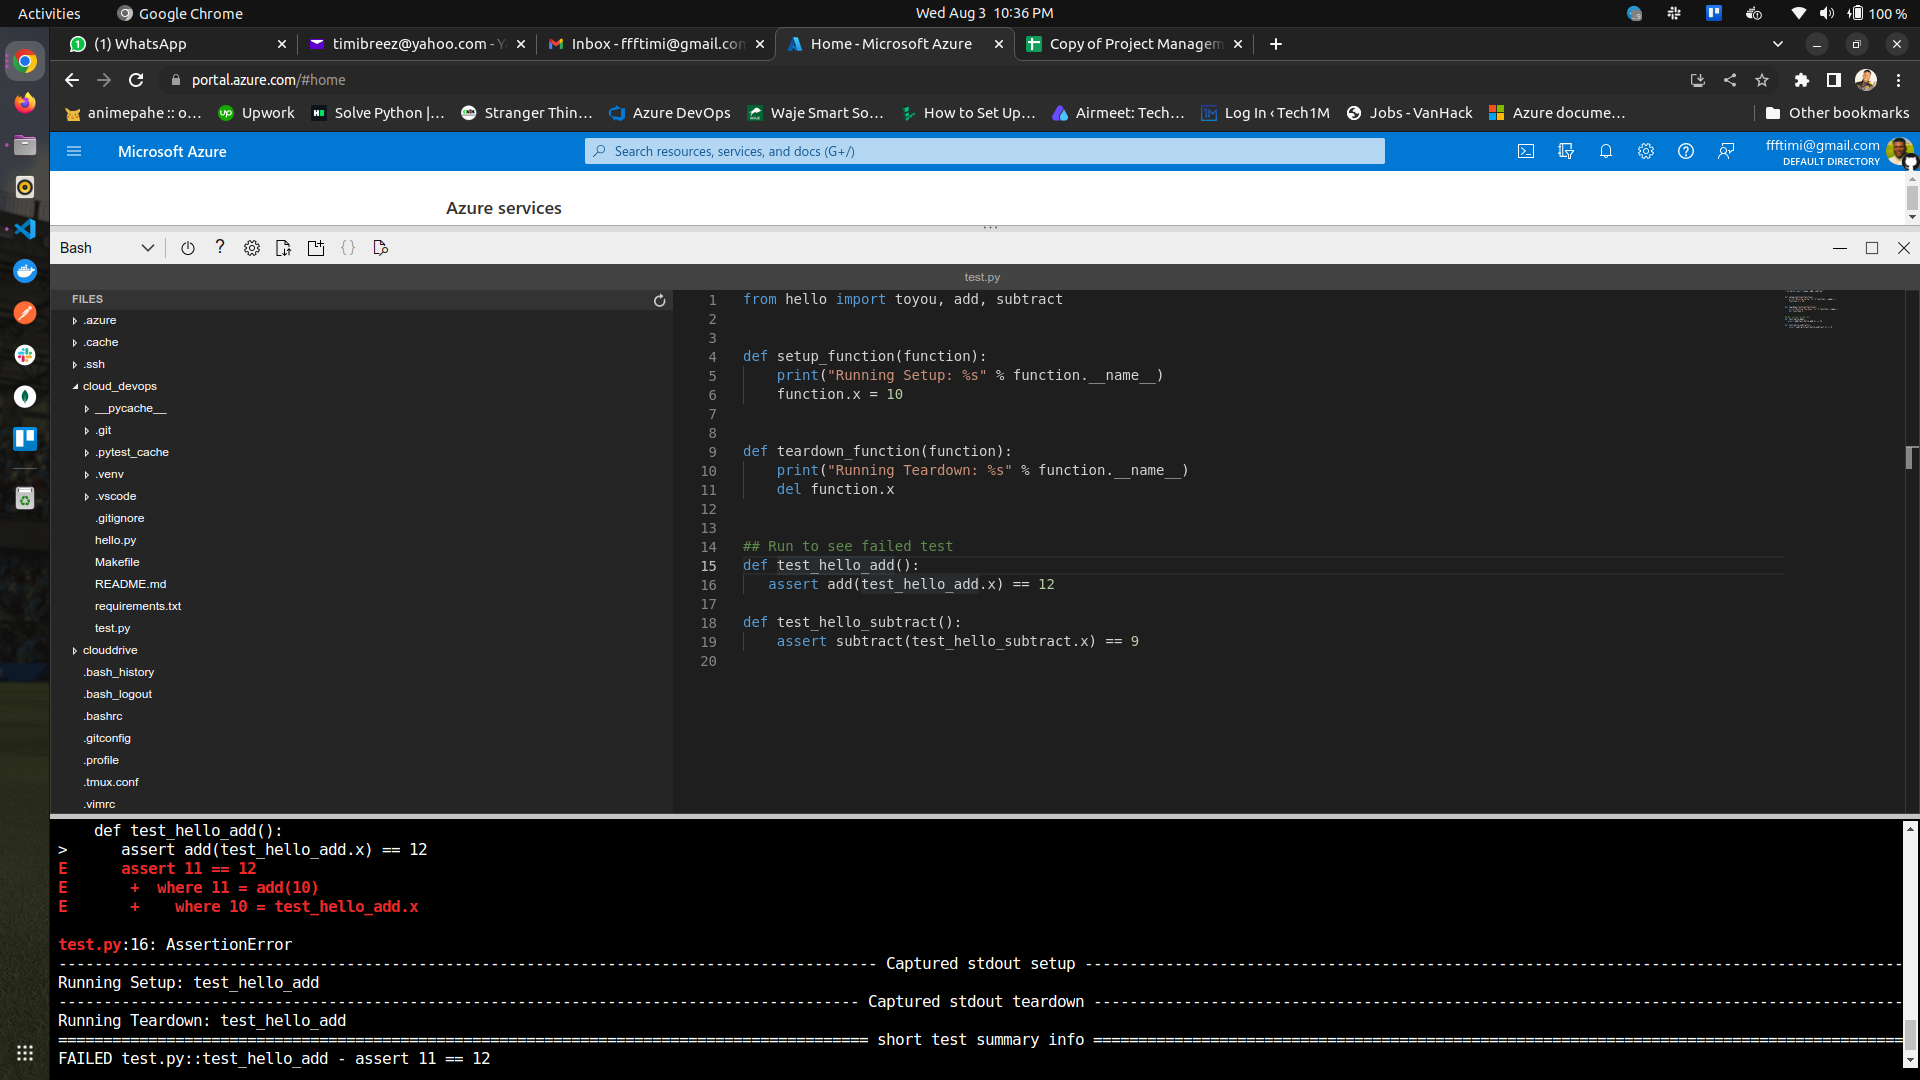 Activities
Google Chrome
Wed Aug 3 10:36 PM
100 %
(1) WhatsApp
timibreez@yahoo.com - Y
Inbox - ffftimi@gmail.com
Home - Microsoft Azure
Copy of Project Managem
portal.azure.com/#home
animepahe :: o…
Upwork
Solve Python |…
Stranger Thin…
Azure DevOps
Waje Smart So…
How to Set Up…
Airmeet: Tech…
Log In ‹ Tech1M
Jobs - VanHack
Azure docume…
Other bookmarks
Microsoft Azure
Search resources, services, and docs (G+/)
ffftimi@gmail.com
DEFAULT DIRECTORY
Azure services
Bash
test.py
FILES
.azure
.cache
.ssh
cloud_devops
__pycache__
.git
.pytest_cache
.venv
.vscode
.gitignore
hello.py
Makefile
README.md
requirements.txt
test.py
clouddrive
.bash_history
.bash_logout
.bashrc
.gitconfig
.profile
.tmux.conf
.vimrc
1 from hello import toyou, add, subtract
2
3
4 def setup_function(function):
5     print("Running Setup: %s" % function.__name__)
6     function.x = 10
7
8
9 def teardown_function(function):
10     print("Running Teardown: %s" % function.__name__)
11     del function.x
12
13
14 ## Run to see failed test
15 def test_hello_add():
16    assert add(test_hello_add.x) == 12
17
18 def test_hello_subtract():
19     assert subtract(test_hello_subtract.x) == 9
20
    def test_hello_add():
>      assert add(test_hello_add.x) == 12
E      assert 11 == 12
E       +  where 11 = add(10)
E       +    where 10 = test_hello_add.x
test.py:16: AssertionError
Captured stdout setup
Running Setup: test_hello_add
Captured stdout teardown
Running Teardown: test_hello_add
short test summary info
FAILED test.py::test_hello_add - assert 11 == 12